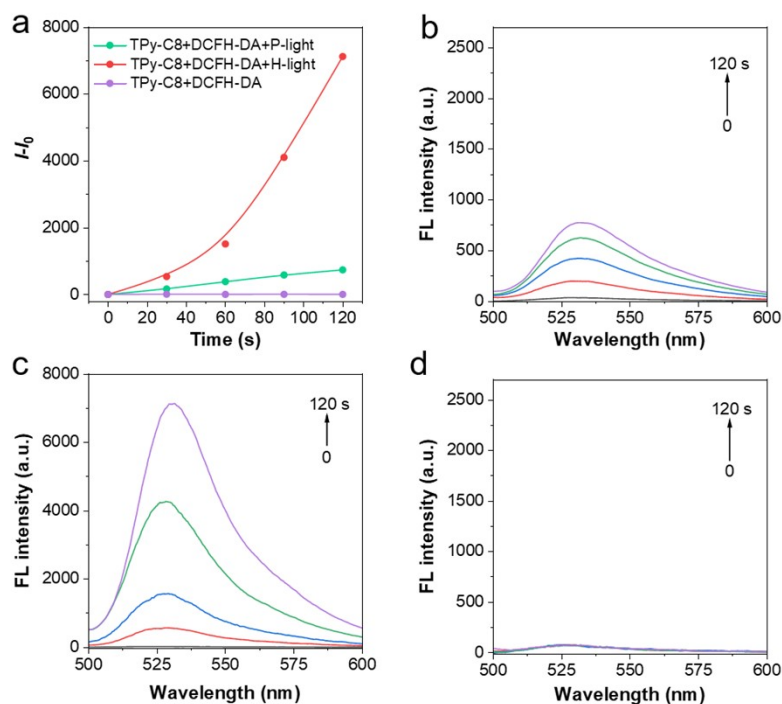 a
8000
6000
4000
2000
0
I-I₀
0 20 40 60 80 100 120
Time (s)
TPy-C8+DCFH-DA+P-light
TPy-C8+DCFH-DA+H-light
TPy-C8+DCFH-DA
b
2500
2000
1500
1000
500
0
FL intensity (a.u.)
120 s
0
500 525 550 575 600
Wavelength (nm)
c
8000
6000
4000
2000
0
FL intensity (a.u.)
120 s
0
500 525 550 575 600
Wavelength (nm)
d
2500
2000
1500
1000
500
0
FL intensity (a.u.)
120 s
0
500 525 550 575 600
Wavelength (nm)